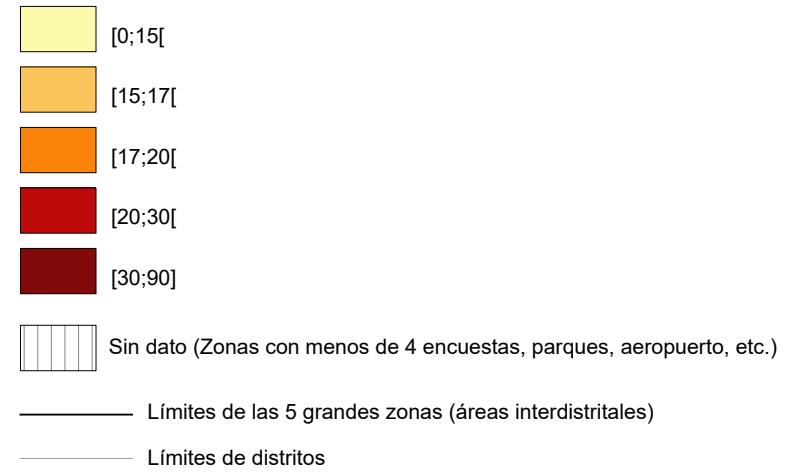 [0;15[
[15;17[
[17;20[
[20;30[
[30;90]
Sin dato (Zonas con menos de 4 encuestas, parques, aeropuerto, etc.)
Límites de las 5 grandes zonas (áreas interdistritales)
Límites de distritos